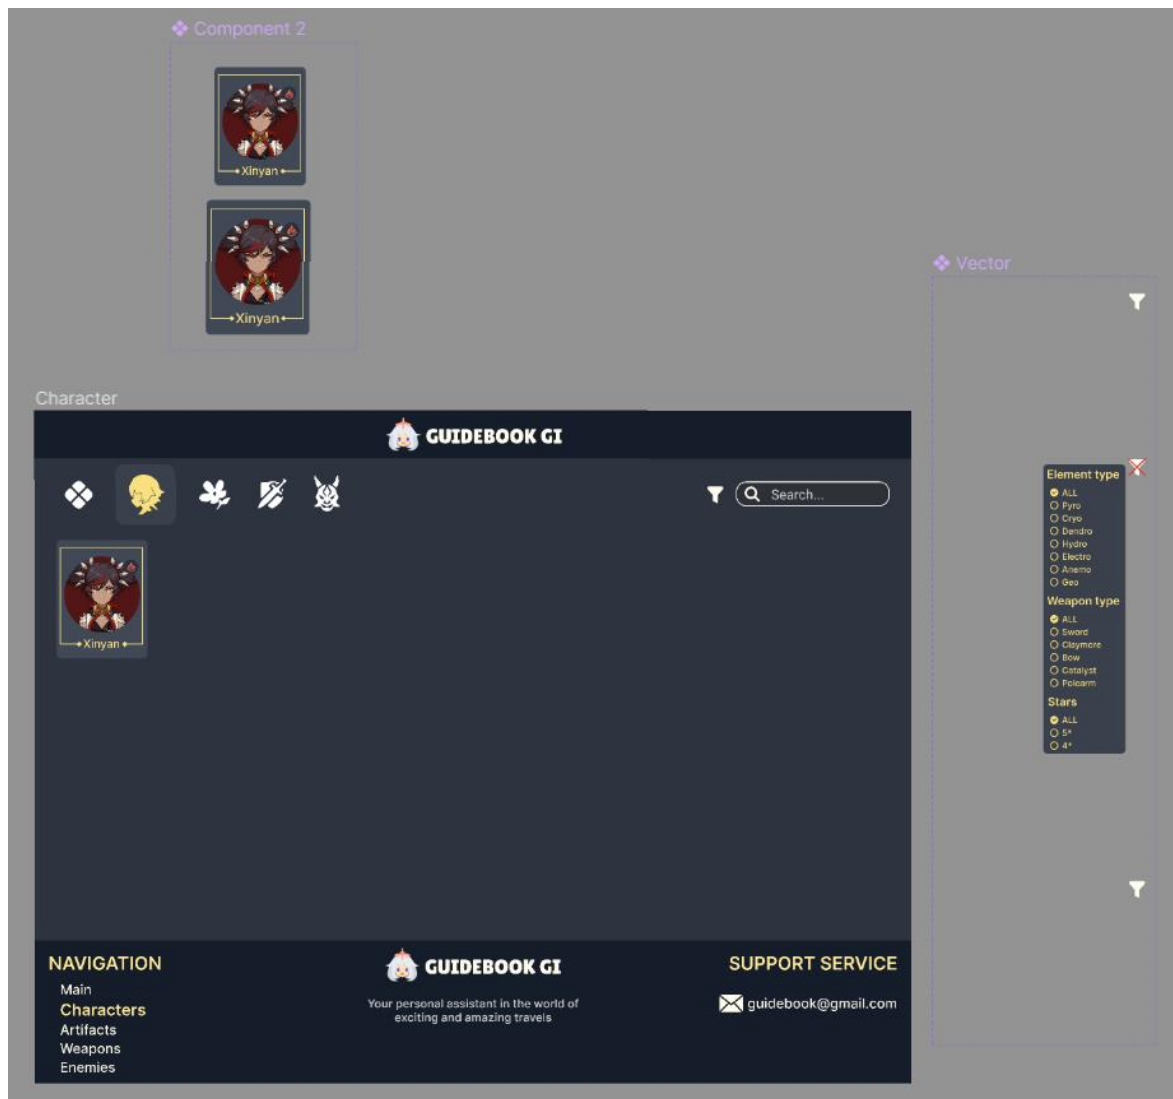 Component 2
Xinyan
Xinyan
Vector
Character
GUIDEBOOK GI
Search...
Xinyan
Element type
ALL
Pyro
Cryo
Dendro
Hydro
Electro
Anemo
Geo
Weapon type
ALL
Sword
Claymore
Bow
Catalyst
Polearm
Stars
ALL
5*
4*
NAVIGATION
Main
Characters
Artifacts
Weapons
Enemies
GUIDEBOOK GI
Your personal assistant in the world of
exciting and amazing travels
SUPPORT SERVICE
guidebook@gmail.com